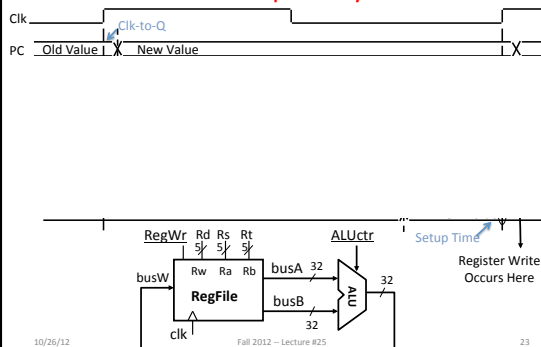 Clk
Clk-to-Q
PC Old Value New Value
RegWr Rd Rs Rt ALUctr Setup Time
5 5 5
Register Write
Occurs Here
busW Rw Ra Rb busA 32 32
RegFile ALU
busB
32
clk
10/26/12 Fall 2012 -- Lecture #25 23